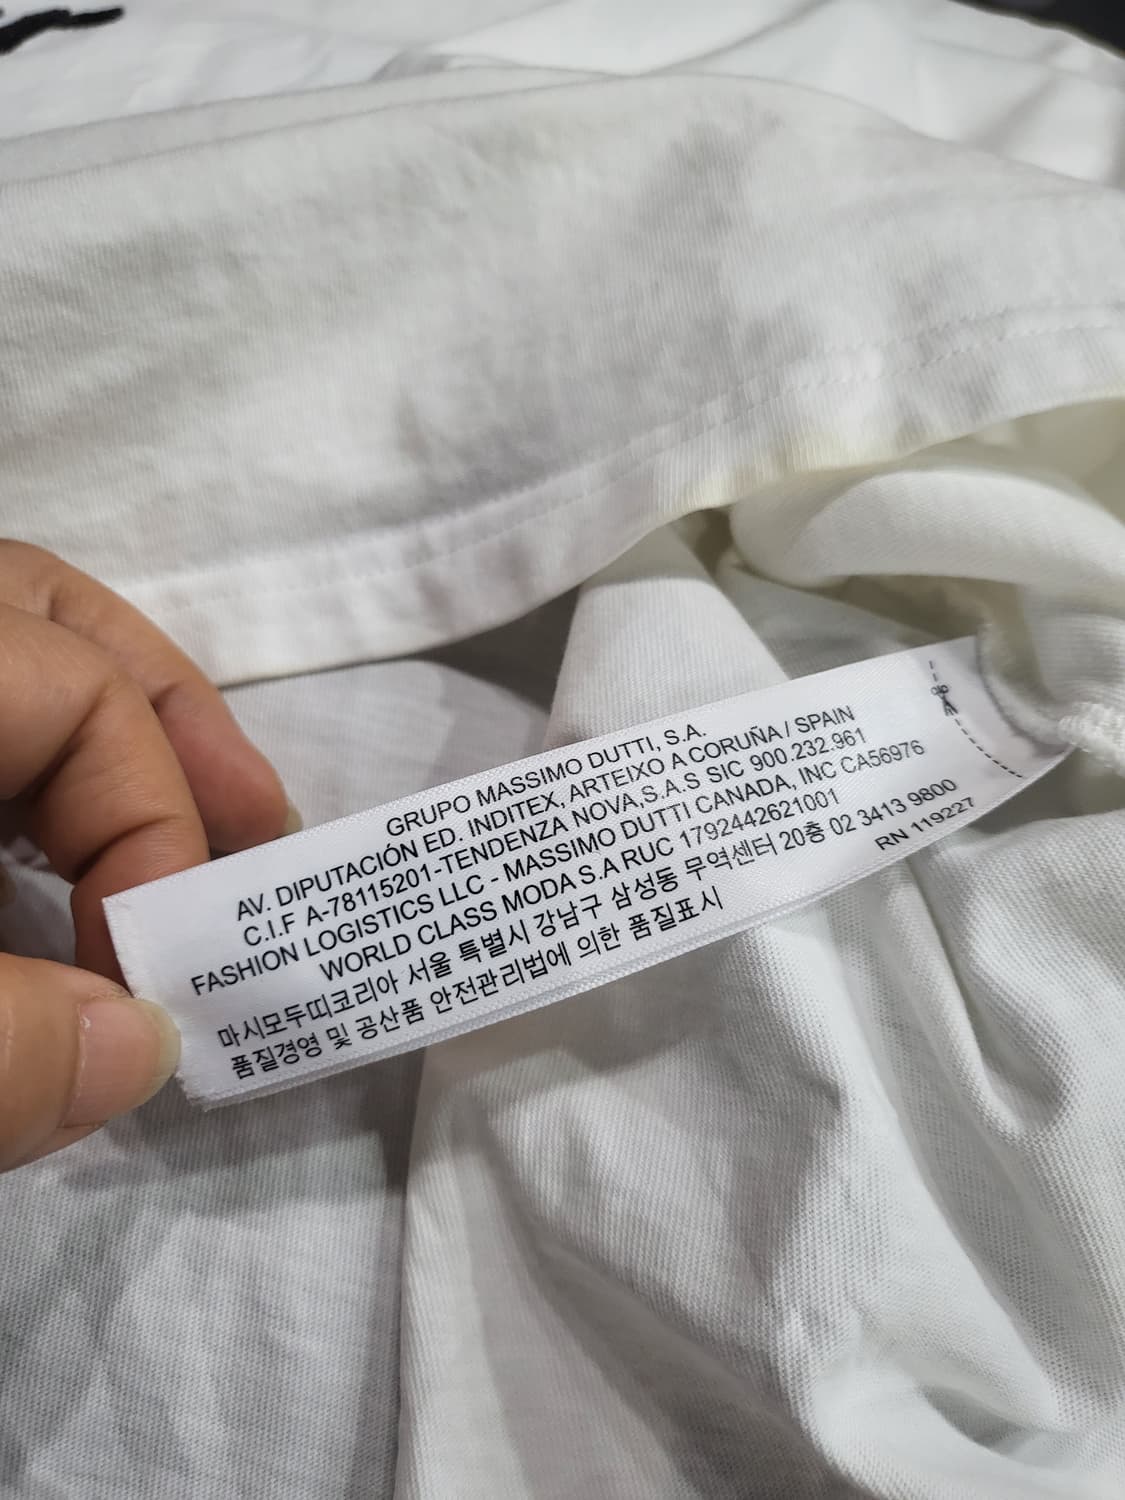 GRUPO MASSIMO DUTTI, S.A.
AV. DIPUTACIÓN ED. INDITEX, ARTEIXO A CORUÑA / SPAIN
C.I.F A-78115201-TENDENZA NOVA,S.A.S SIC 900.232.961
FASHION LOGISTICS LLC - MASSIMO DUTTI CANADA, INC CA56976
WORLD CLASS MODA S.A RUC 1792442621001
마시모두띠코리아 서울 특별시 강남구 삼성동 무역센터 20층 02 3413 9800
품질경영 및 공산품 안전관리법에 의한 품질표시
RN 119227